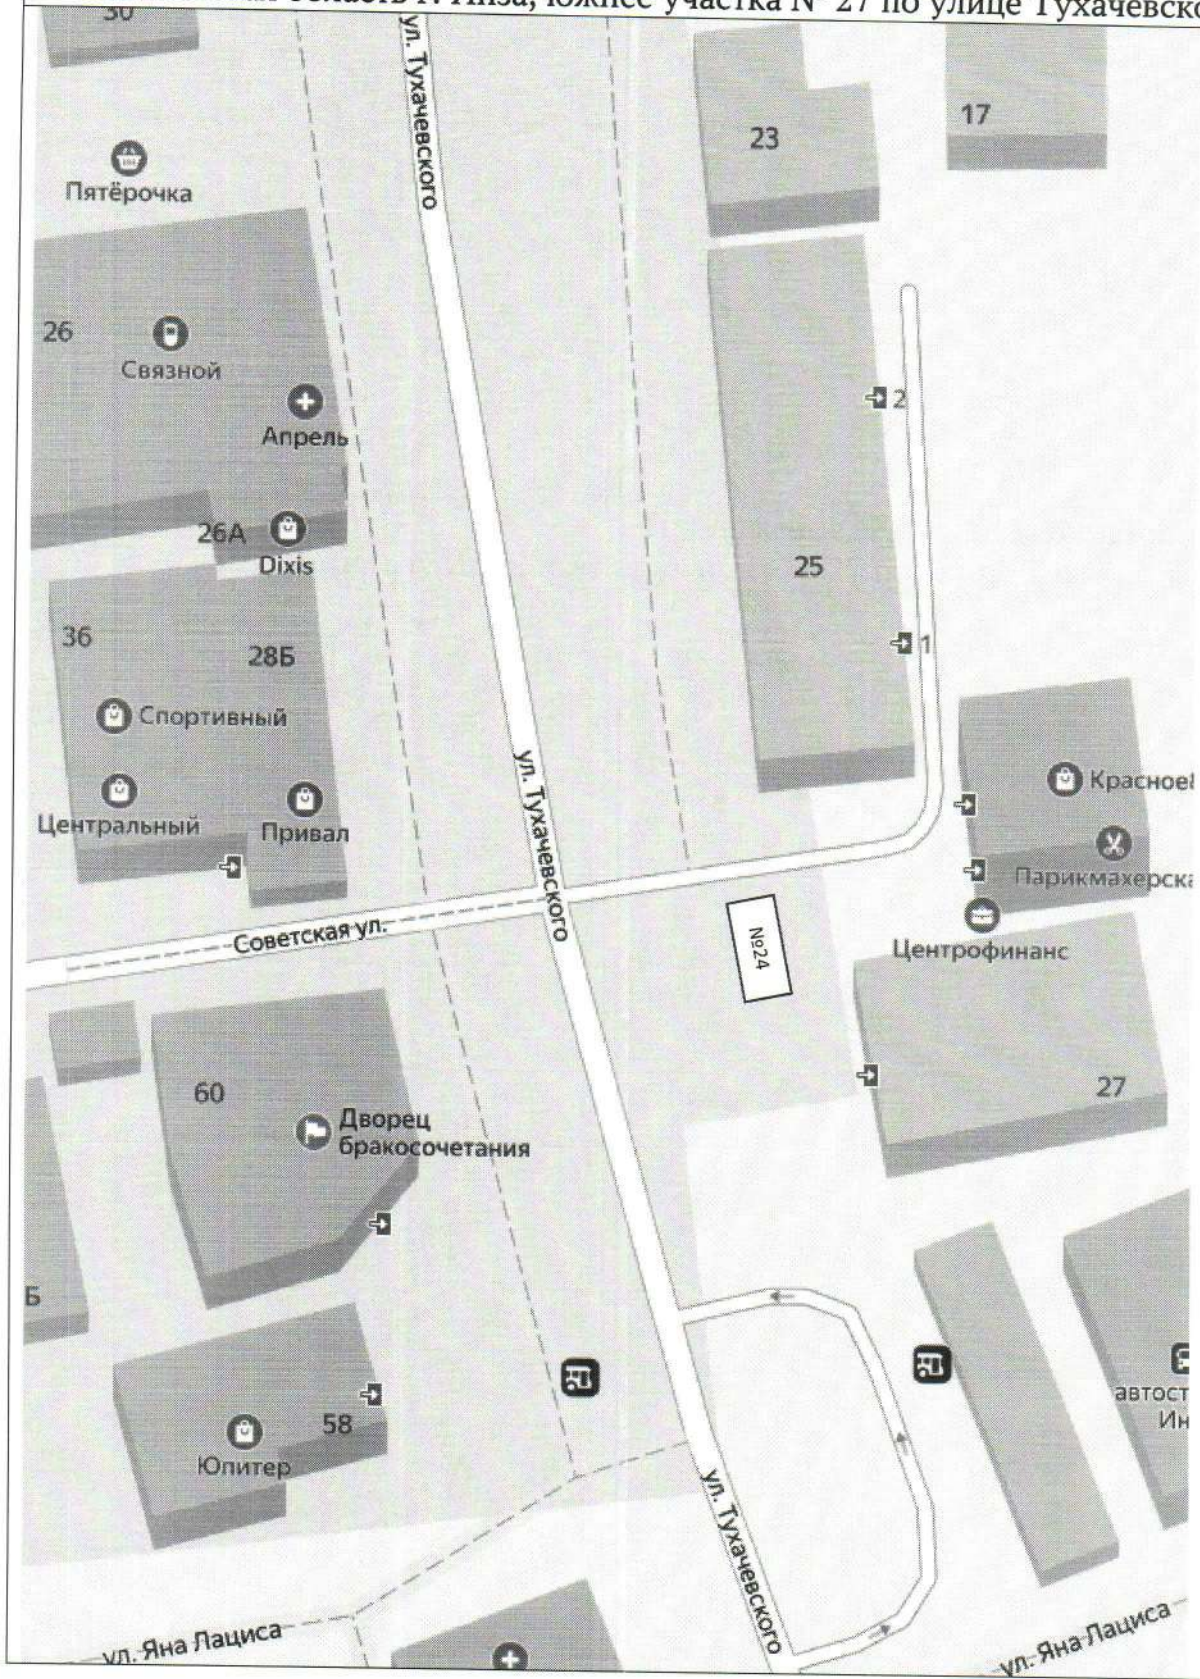 область г. Инза, южнее участка № 27 по улице Тухачевско
30
ул. Тухачевского
23
17
Пятёрочка
26
Связной
Апрель
2
26А
Dixis
25
36
28Б
1
Спортивный
Центральный
Привал
ул. Тухачевского
Красное
Парикмахерска
Советская ул.
№24
Центрофинанс
60
Дворец
бракосочетания
27
Б
58
Юпитер
автост
Ин
ул. Тухачевского
ул. Яна Лациса
ул. Яна Лациса